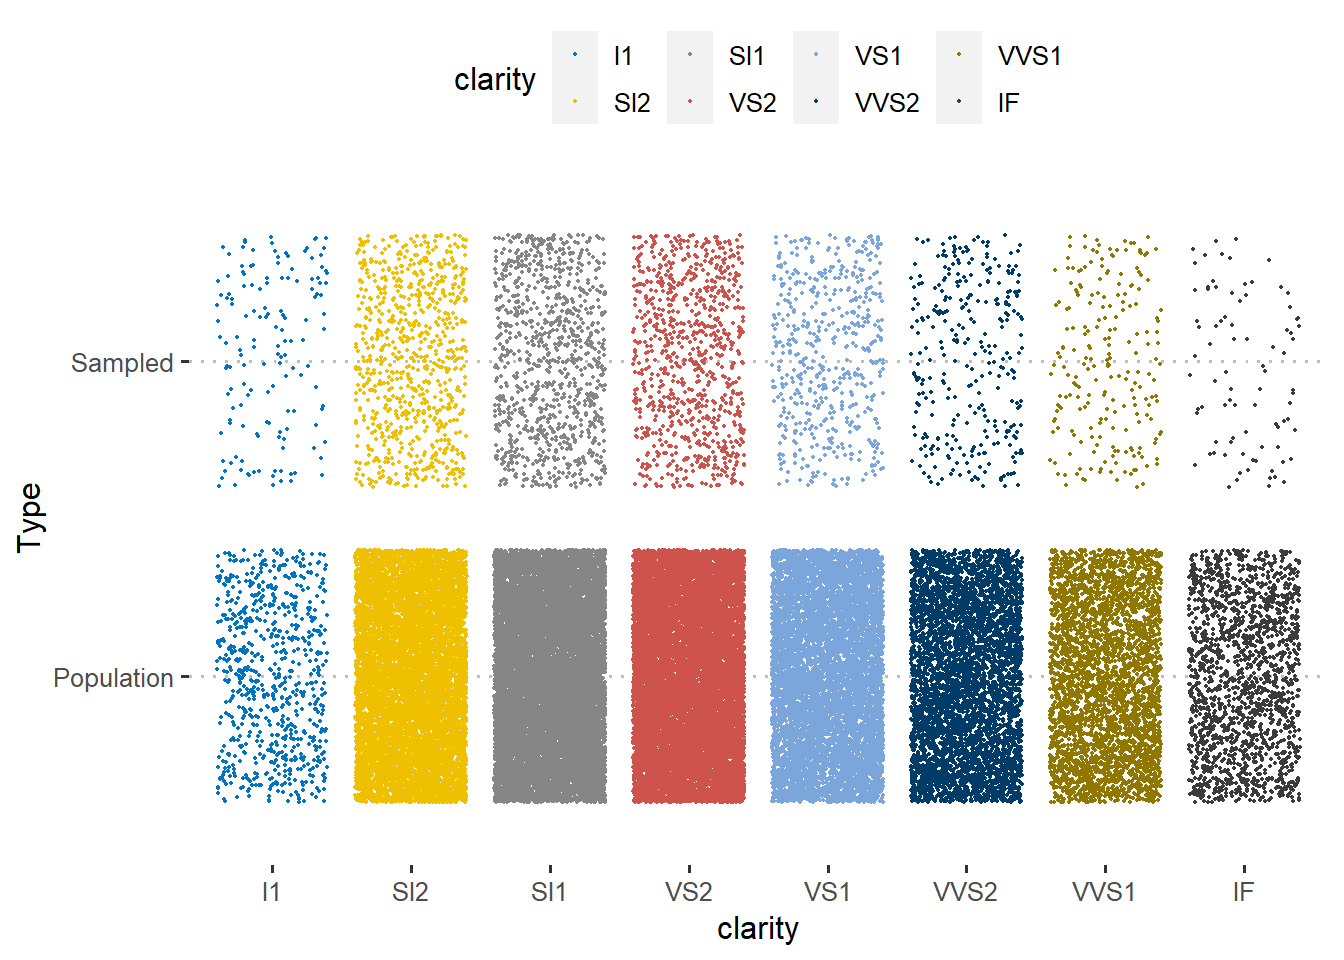 clarity
I1 SI1 VS1 VVS1
SI2 VS2 VVS2 IF
Sampled
Population
Type
I1 SI2 SI1 VS2 VS1 VVS2 VVS1 IF
clarity